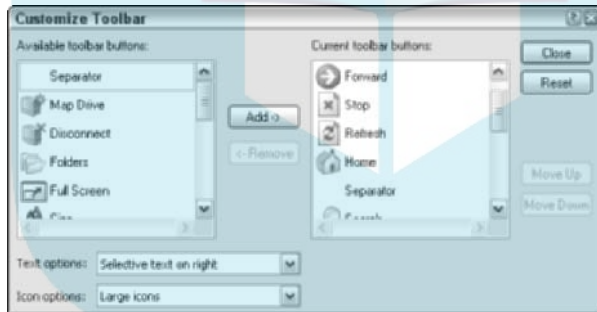 Customize Toolbar
Available toolbar buttons:
Separator
Map Drive
Disconnect
Folders
Full Screen
Add ->
<- Remove
Current toolbar buttons:
Forward
Stop
Refresh
Home
Separator
Search
Close
Reset
Move Up
Move Down
Text options: Selective text on right
Icon options: Large icons